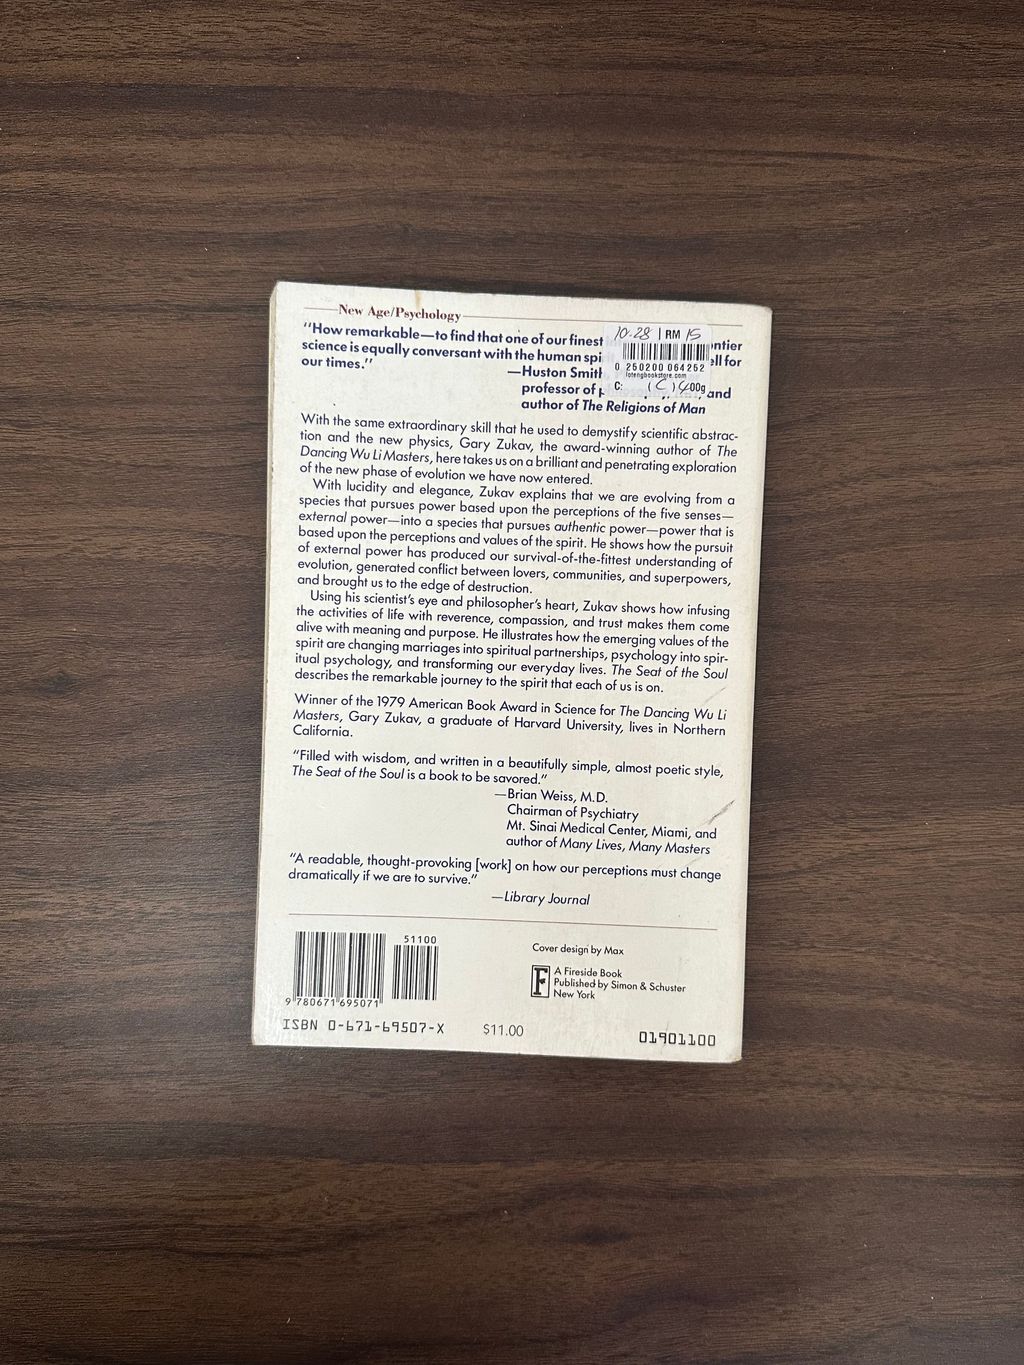 New Age/Psychology
"How remarkable—to find that one of our finest
science is equally conversant with the human
our times."
—Huston Smith
professor of and
author of The Religions of Man
10.28 | RM 15
0 250200 064252
lotengbookstore.com
C: (C) 400g
With the same extraordinary skill that he used to demystify scientific abstrac-
tion and the new physics, Gary Zukav, the award-winning author of The
Dancing Wu Li Masters, here takes us on a brilliant and penetrating exploration
of the new phase of evolution we have now entered.
With lucidity and elegance, Zukav explains that we are evolving from a
species that pursues power based upon the perceptions of the five senses—
external power—into a species that pursues authentic power—power that is
based upon the perceptions and values of the spirit. He shows how the pursuit
of external power has produced our survival-of-the-fittest understanding of
evolution, generated conflict between lovers, communities, and superpowers,
and brought us to the edge of destruction.
Using his scientist's eye and philosopher's heart, Zukav shows how infusing
the activities of life with reverence, compassion, and trust makes them come
alive with meaning and purpose. He illustrates how the emerging values of the
spirit are changing marriages into spiritual partnerships, psychology into spir-
itual psychology, and transforming our everyday lives. The Seat of the Soul
describes the remarkable journey to the spirit that each of us is on.
Winner of the 1979 American Book Award in Science for The Dancing Wu Li
Masters, Gary Zukav, a graduate of Harvard University, lives in Northern
California.
"Filled with wisdom, and written in a beautifully simple, almost poetic style,
The Seat of the Soul is a book to be savored."
—Brian Weiss, M.D.
Chairman of Psychiatry
Mt. Sinai Medical Center, Miami, and
author of Many Lives, Many Masters
"A readable, thought-provoking [work] on how our perceptions must change
dramatically if we are to survive."
—Library Journal
51100
9 780671 695071
ISBN 0-671-69507-X
$11.00
Cover design by Max
F
A Fireside Book
Published by Simon & Schuster
New York
01901100